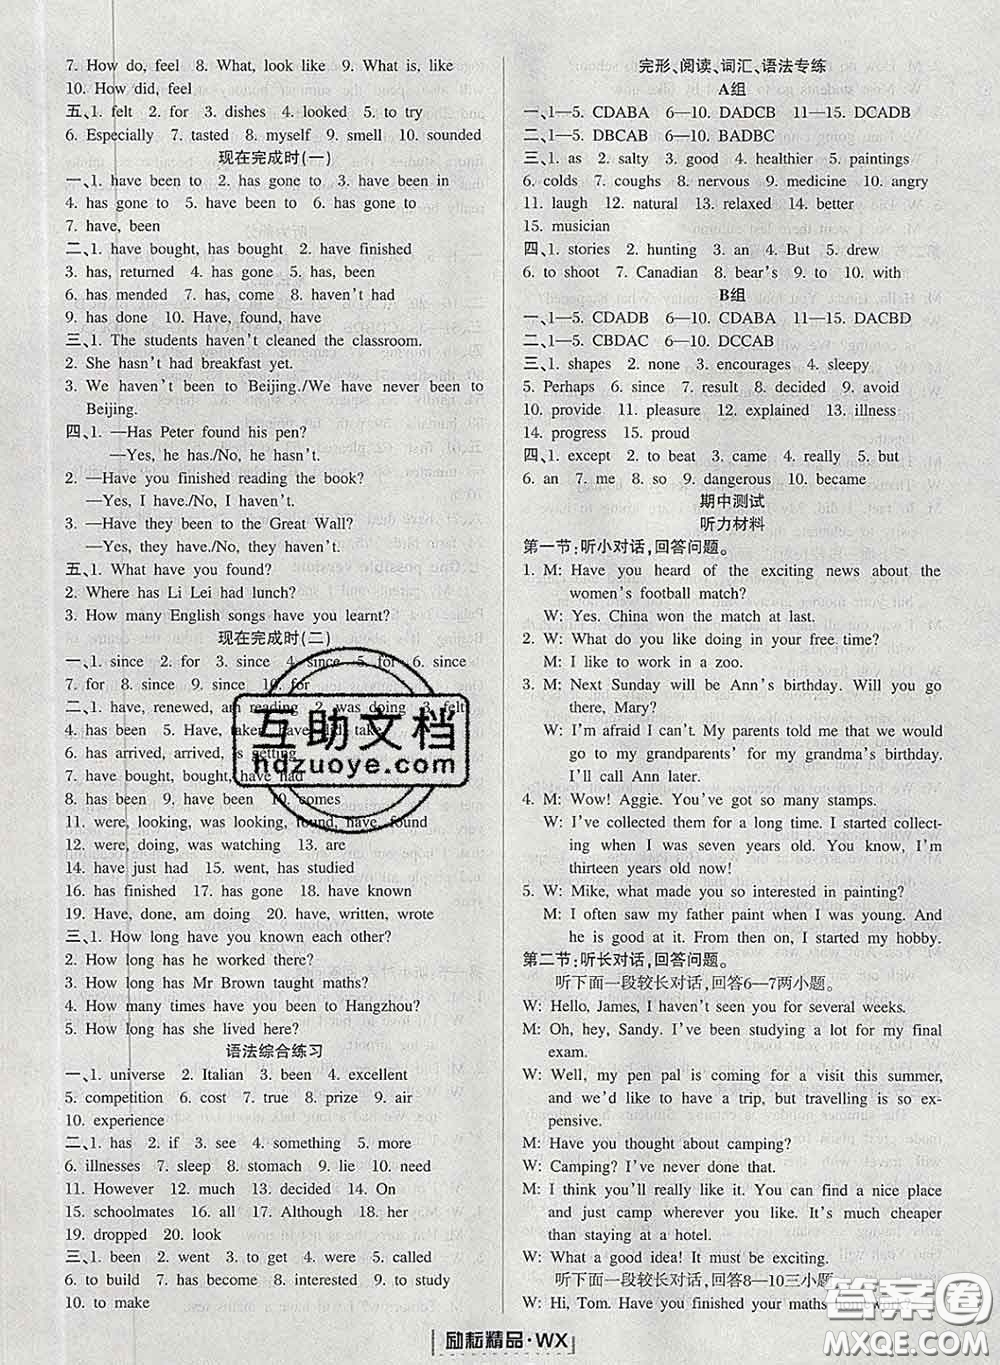 7. How do, feel 8. What, look like 9. What is, like
10. How did, feel
五、1. felt 2. for 3. dishes 4. looked 5. to try
6. Especially 7. tasted 8. myself 9. smell 10. sounded
现在完成时(一)
一、1. have been to 2. has gone to 3. have been in
4. has gone to 5. have been to 6. has gone to
7. have, been
二、1. have bought, has bought 2. have finished
3. has, returned 4. has gone 5. has, been
6. has mended 7. has, come 8. haven't had
9. has done 10. Have, found, have
三、1. The students haven't cleaned the classroom.
2. She hasn't had breakfast yet.
3. We haven't been to Beijing./We have never been to
Beijing.
四、1. —Has Peter found his pen?
—Yes, he has./No, he hasn't.
2. —Have you finished reading the book?
—Yes, I have./No, I haven't.
3. —Have they been to the Great Wall?
—Yes, they have./No, they haven't.
五、1. What have you found?
2. Where has Li Lei had lunch?
3. How many English songs have you learnt?
现在完成时(二)
一、1. since 2. for 3. since 4. since 5. for 6. since
7. for 8. since 9. since 10. for
二、1. have, renewed, am reading 2. was doing 3. felt
4. has been 5. Have, taken, have, did, take
6. has arrived, arrived, is getting
7. have bought, bought, have had
8. has been 9. have been 10. comes
11. were, looking, was looking, found, have, found
12. were, doing, was watching 13. are
14. have just had 15. went, has studied
16. has finished 17. has gone 18. have known
19. Have, done, am doing 20. have, written, wrote
三、1. How long have you known each other?
2. How long has he worked there?
3. How long has Mr Brown taught maths?
4. How many times have you been to Hangzhou?
5. How long has she lived here?
语法综合练习
一、1. universe 2. Italian 3. been 4. excellent
5. competition 6. cost 7. true 8. prize 9. air
10. experience
二、1. has 2. if 3. see 4. something 5. more
6. illnesses 7. sleep 8. stomach 9. lie 10. need
11. However 12. much 13. decided 14. On
15. schoolmates 16. all 17. Although 18. her
19. dropped 20. look
三、1. been 2. went 3. to get 4. were 5. called
6. to build 7. has become 8. interested 9. to study
10. to make
完形、阅读、词汇、语法专练
A组
一、1—5. CDABA 6—10. DADCB 11—15. DCADB
二、1—5. DBCAB 6—10. BADBC
三、1. as 2. salty 3. good 4. healthier 5. paintings
6. colds 7. coughs 8. nervous 9. medicine 10. angry
11. laugh 12. natural 13. relaxed 14. better
15. musician
四、1. stories 2. hunting 3. an 4. But 5. drew
6. to shoot 7. Canadian 8. bear's 9. to 10. with
B组
一、1—5. CDADB 6—10. CDABA 11—15. DACBD
二、1—5. CBDAC 6—10. DCCAB
三、1. shapes 2. none 3. encourages 4. sleepy
5. Perhaps 6. since 7. result 8. decided 9. avoid
10. provide 11. pleasure 12. explained 13. illness
14. progress 15. proud
四、1. except 2. to beat 3. came 4. really 5. but
6. an 7. me 8. so 9. dangerous 10. became
期中测试
听力材料
第一节:听小对话,回答问题。
1. M: Have you heard of the exciting news about the
women's football match?
W: Yes. China won the match at last.
2. W: What do you like doing in your free time?
M: I like to work in a zoo.
3. M: Next Sunday will be Ann's birthday. Will you go
there, Mary?
W: I'm afraid I can't. My parents told me that we would
go to my grandparents' for my grandma's birthday.
I'll call Ann later.
4. M: Wow! Aggie. You've got so many stamps.
W: I've collected them for a long time. I started collect-
ing when I was seven years old. You know, I'm
thirteen years old now!
5. W: Mike, what made you so interested in painting?
M: I often saw my father paint when I was young. And
he is good at it. From then on, I started my hobby.
第二节:听长对话,回答问题。
听下面一段较长对话,回答6—7两小题。
W: Hello, James, I haven't seen you for several weeks.
M: Oh, hey, Sandy. I've been studying a lot for my final
exam.
W: Well, my pen pal is coming for a visit this summer,
and we'd like to have a trip, but travelling is so ex-
pensive.
M: Have you thought about camping?
W: Camping? I've never done that.
M: I think you'll really like it. You can find a nice place
and just camp wherever you like. It's much cheaper
than staying at a hotel.
W: What a good idea! It must be exciting.
听下面一段较长对话,回答8—10三小题
W: Hi, Tom. Have you finished your maths homework
励耘精品·WX
互助文档
hdzuoye.com
答案圈
MXQE.COM